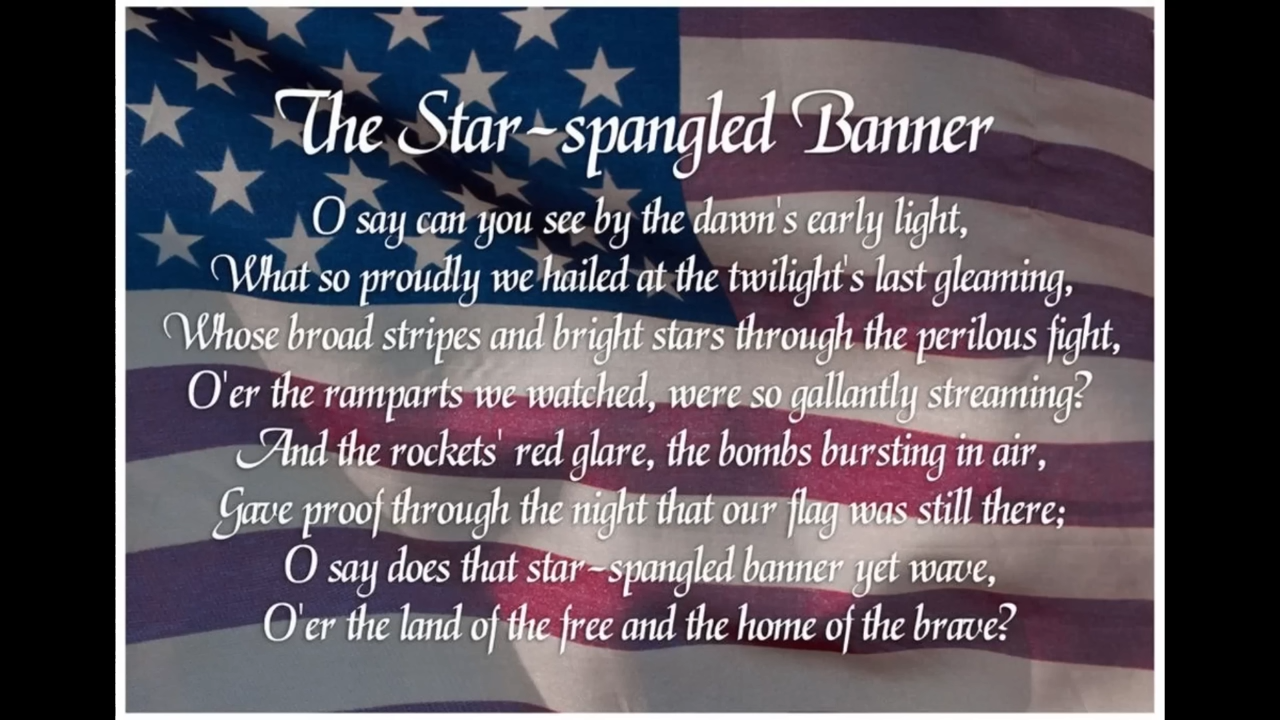 The Star-spangled Banner
O say can you see by the dawn's early light,
What so proudly we hailed at the twilight's last gleaming,
Whose broad stripes and bright stars through the perilous fight,
O'er the ramparts we watched, were so gallantly streaming?
And the rockets' red glare, the bombs bursting in air,
Gave proof through the night that our flag was still there;
O say does that star-spangled banner yet wave,
O'er the land of the free and the home of the brave?